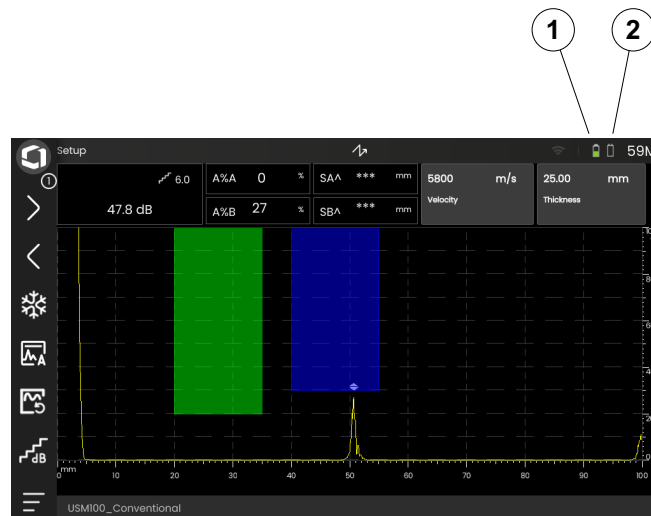 1 2
Setup 59M
1
6.0
47.8 dB
A%A 0 %
A%B 27 %
SA^ *** mm
SB^ *** mm
5800 m/s
Velocity
25.00 mm
Thickness
A
dB
mm 10 20 30 40 50 60 70 80 90 100
USM100_Conventional